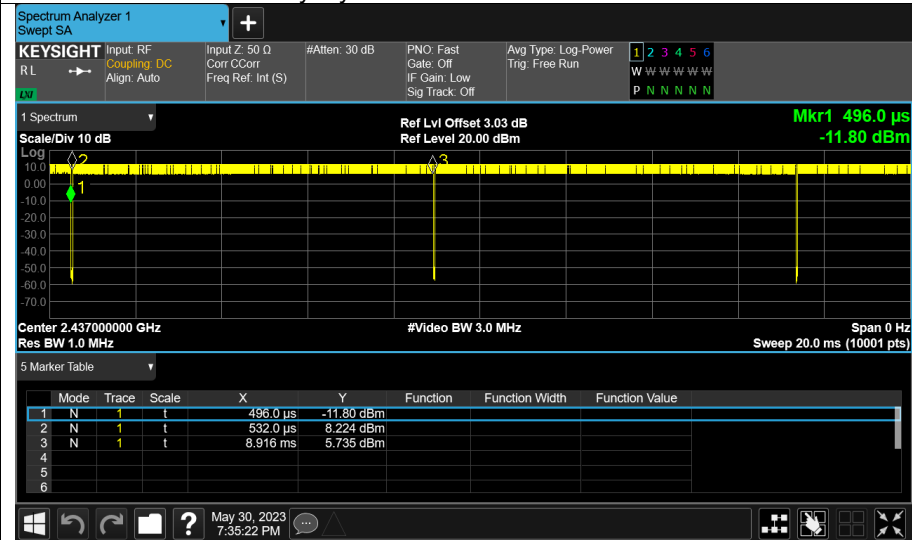 Spectrum Analyzer 1
Swept SA
+
KEYSIGHT Input: RF Input Z: 50 Ω #Atten: 30 dB PNO: Fast Avg Type: Log-Power 1 2 3 4 5 6
R L Coupling: DC Corr CCorr Gate: Off Trig: Free Run W W W W W W
Align: Auto Freq Ref: Int (S) IF Gain: Low
LXI Sig Track: Off P N N N N N
1 Spectrum Ref Lvl Offset 3.03 dB Mkr1 496.0 µs
Scale/Div 10 dB Ref Level 20.00 dBm -11.80 dBm
Log
2 3
10.0
0.00
1
-10.0
-20.0
-30.0
-40.0
-50.0
-60.0
-70.0
Center 2.437000000 GHz #Video BW 3.0 MHz Span 0 Hz
Res BW 1.0 MHz Sweep 20.0 ms (10001 pts)
5 Marker Table
Mode Trace Scale X Y Function Function Width Function Value
1 N 1 t 496.0 µs -11.80 dBm
2 N 1 t 532.0 µs 8.224 dBm
3 N 1 t 8.916 ms 5.735 dBm
4
5
6
? May 30, 2023
7:35:22 PM